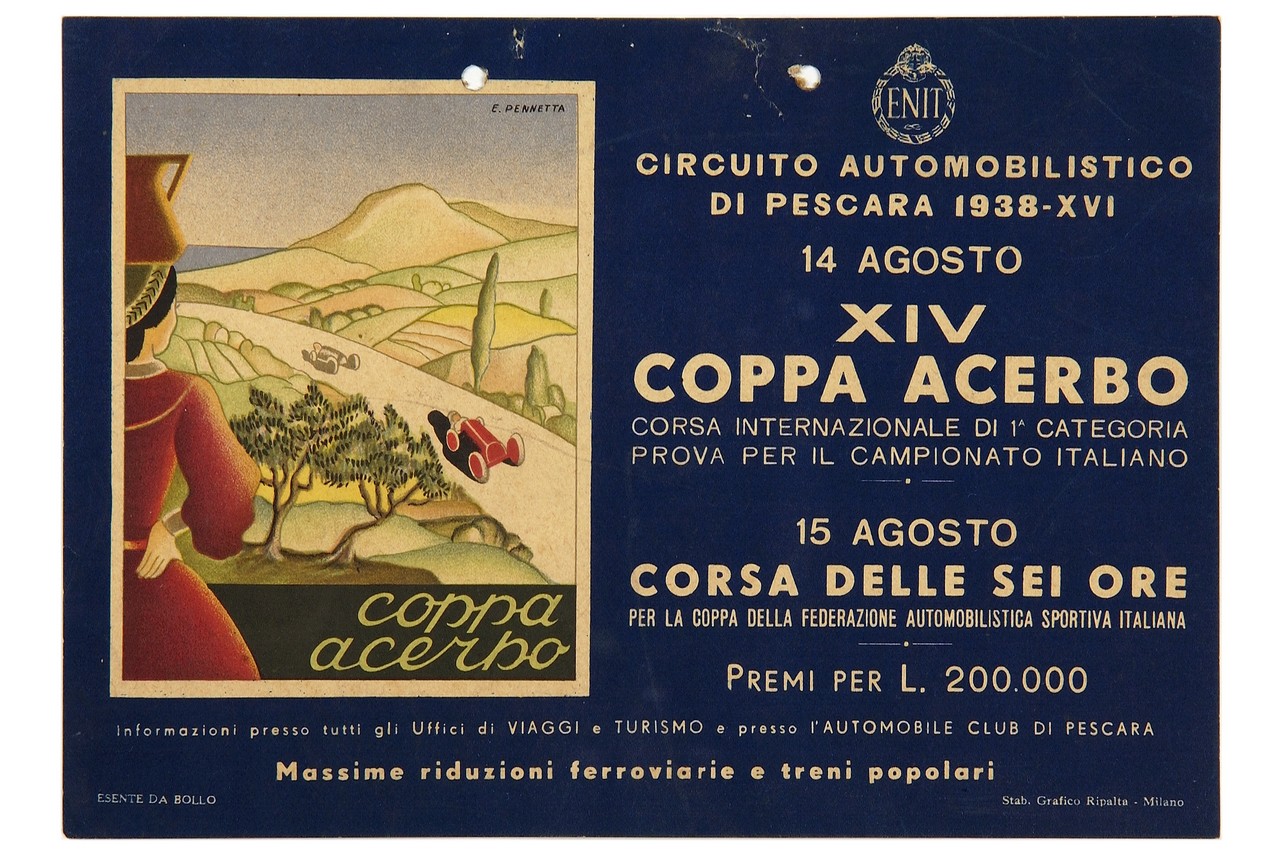 E. PENNETTA
coppa
acerbo
ENIT
CIRCUITO AUTOMOBILISTICO
DI PESCARA 1938-XVI
14 AGOSTO
XIV
COPPA ACERBO
CORSA INTERNAZIONALE DI 1ª CATEGORIA
PROVA PER IL CAMPIONATO ITALIANO
15 AGOSTO
CORSA DELLE SEI ORE
PER LA COPPA DELLA FEDERAZIONE AUTOMOBILISTICA SPORTIVA ITALIANA
PREMI PER L. 200.000
Informazioni presso tutti gli Uffici di VIAGGI e TURISMO e presso l'AUTOMOBILE CLUB DI PESCARA
Massime riduzioni ferroviarie e treni popolari
ESENTE DA BOLLO
Stab. Grafico Ripalta - Milano